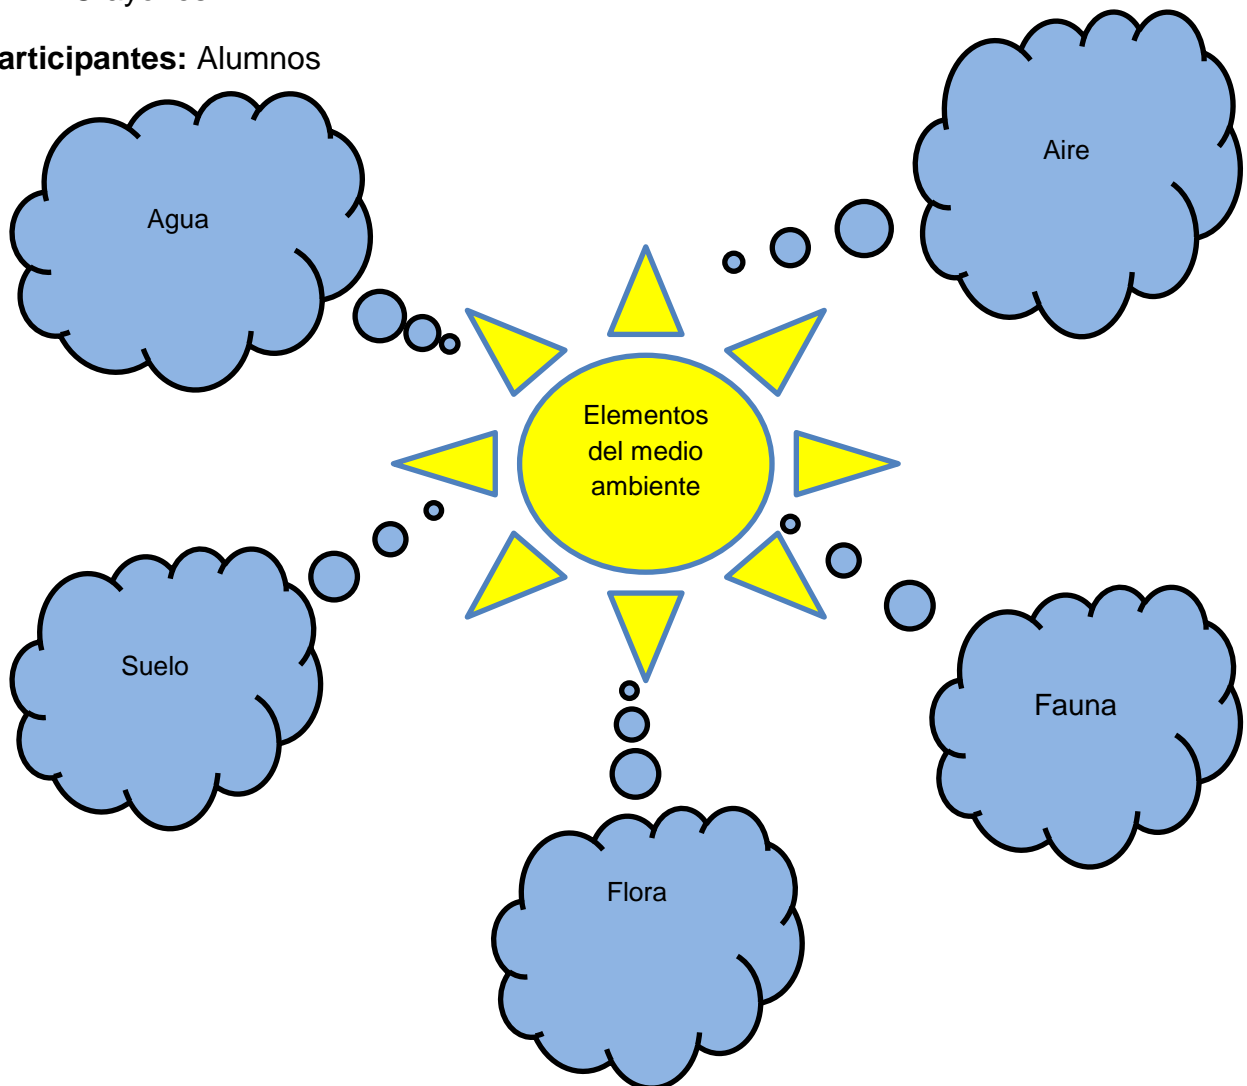 articipantes: Alumnos
Aire
Agua
Elementos
del medio
ambiente
Suelo
Fauna
Flora